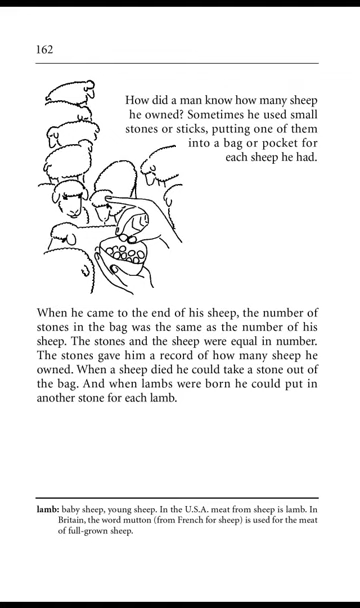 162
How did a man know how many sheep
he owned? Sometimes he used small
stones or sticks, putting one of them
into a bag or pocket for
each sheep he had.
When he came to the end of his sheep, the number of
stones in the bag was the same as the number of his
sheep. The stones and the sheep were equal in number.
The stones gave him a record of how many sheep he
owned. When a sheep died he could take a stone out of
the bag. And when lambs were born he could put in
another stone for each lamb.
lamb: baby sheep, young sheep. In the U.S.A. meat from sheep is lamb. In
Britain, the word mutton (from French for sheep) is used for the meat
of full-grown sheep.